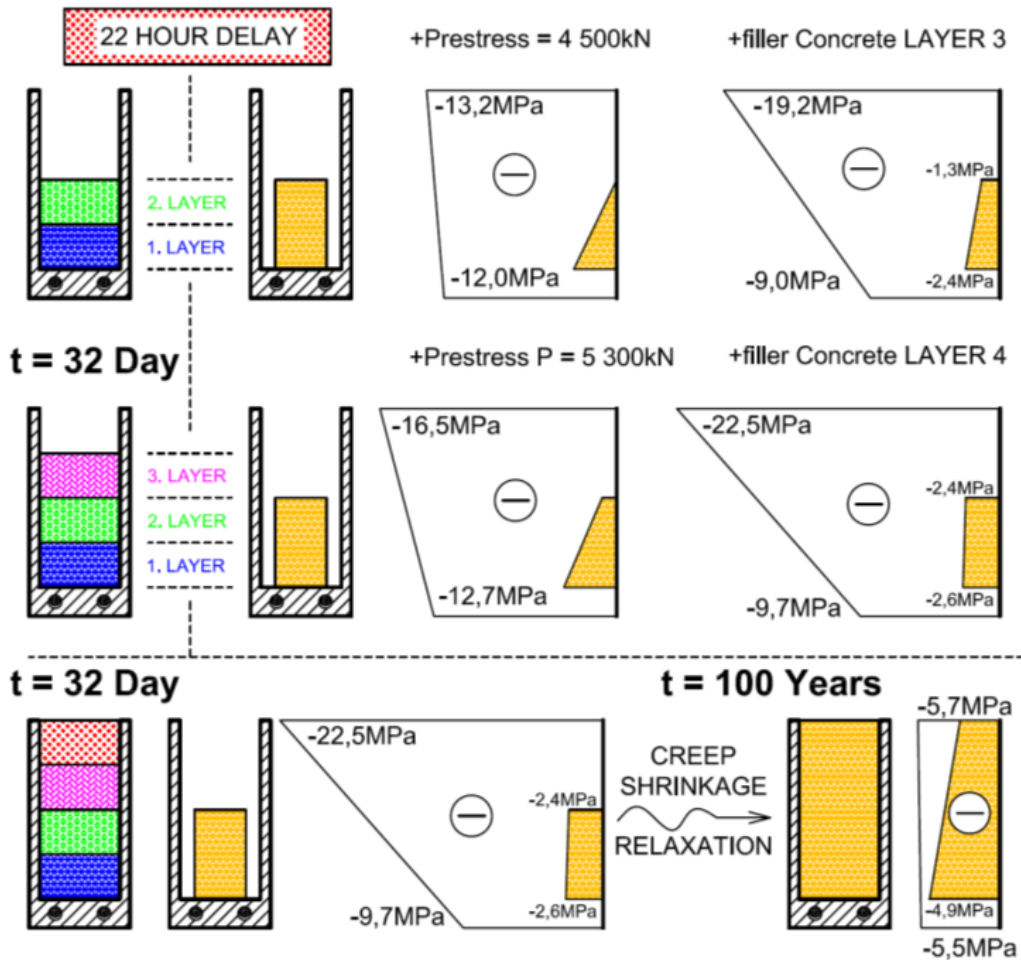 22 HOUR DELAY
+Prestress = 4 500kN
+filler Concrete LAYER 3
-13,2MPa
-19,2MPa
-1,3MPa
2. LAYER
1. LAYER
-12,0MPa
-9,0MPa
-2,4MPa
t = 32 Day
+Prestress P = 5 300kN
+filler Concrete LAYER 4
-16,5MPa
-22,5MPa
3. LAYER
-2,4MPa
2. LAYER
1. LAYER
-12,7MPa
-9,7MPa
-2,6MPa
t = 32 Day
t = 100 Years
-5,7MPa
-22,5MPa
CREEP
SHRINKAGE
-2,4MPa
RELAXATION
-9,7MPa
-2,6MPa
-4,9MPa
-5,5MPa